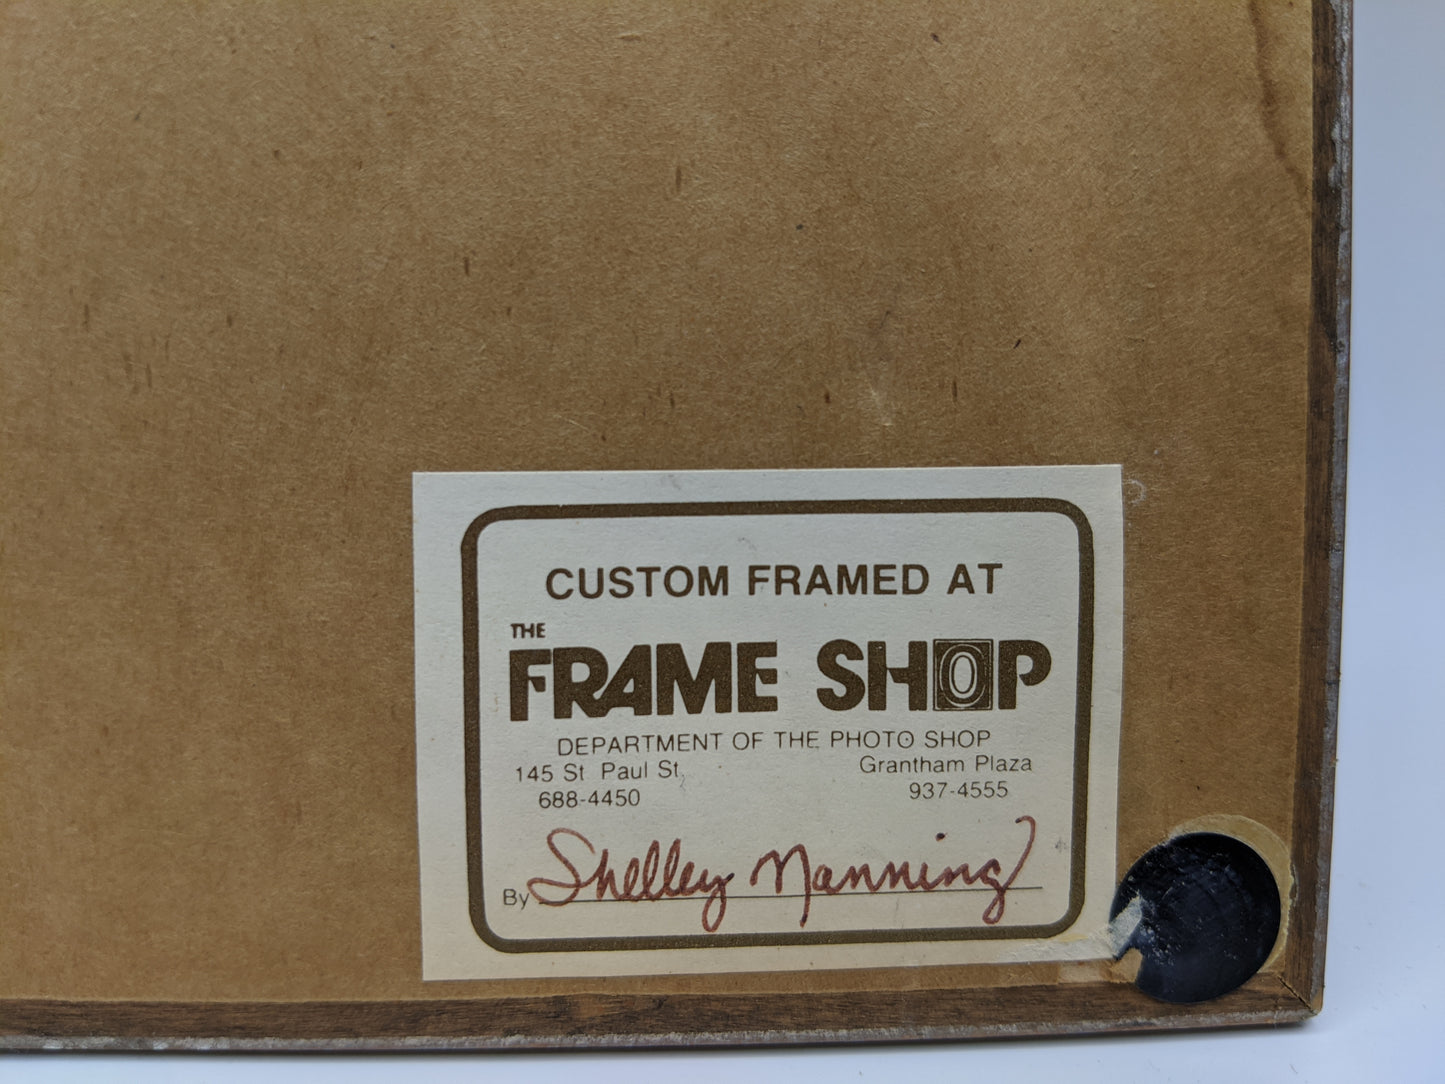 CUSTOM FRAMED AT
THE
FRAME SHOP
DEPARTMENT OF THE PHOTO SHOP
145 St Paul St. Grantham Plaza
688-4450 937-4555
By Shelley Manning